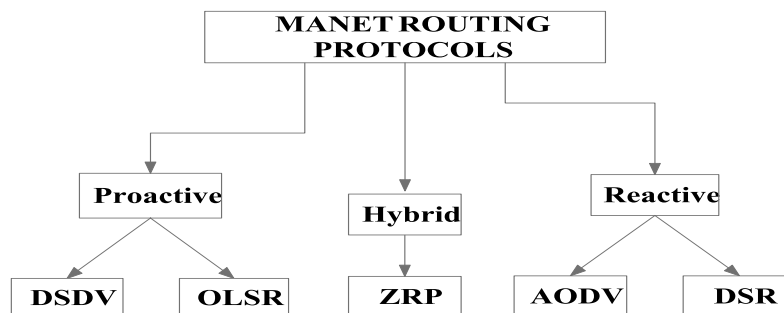 MANET ROUTING
PROTOCOLS
Proactive
Hybrid
Reactive
DSDV
OLSR
ZRP
AODV
DSR